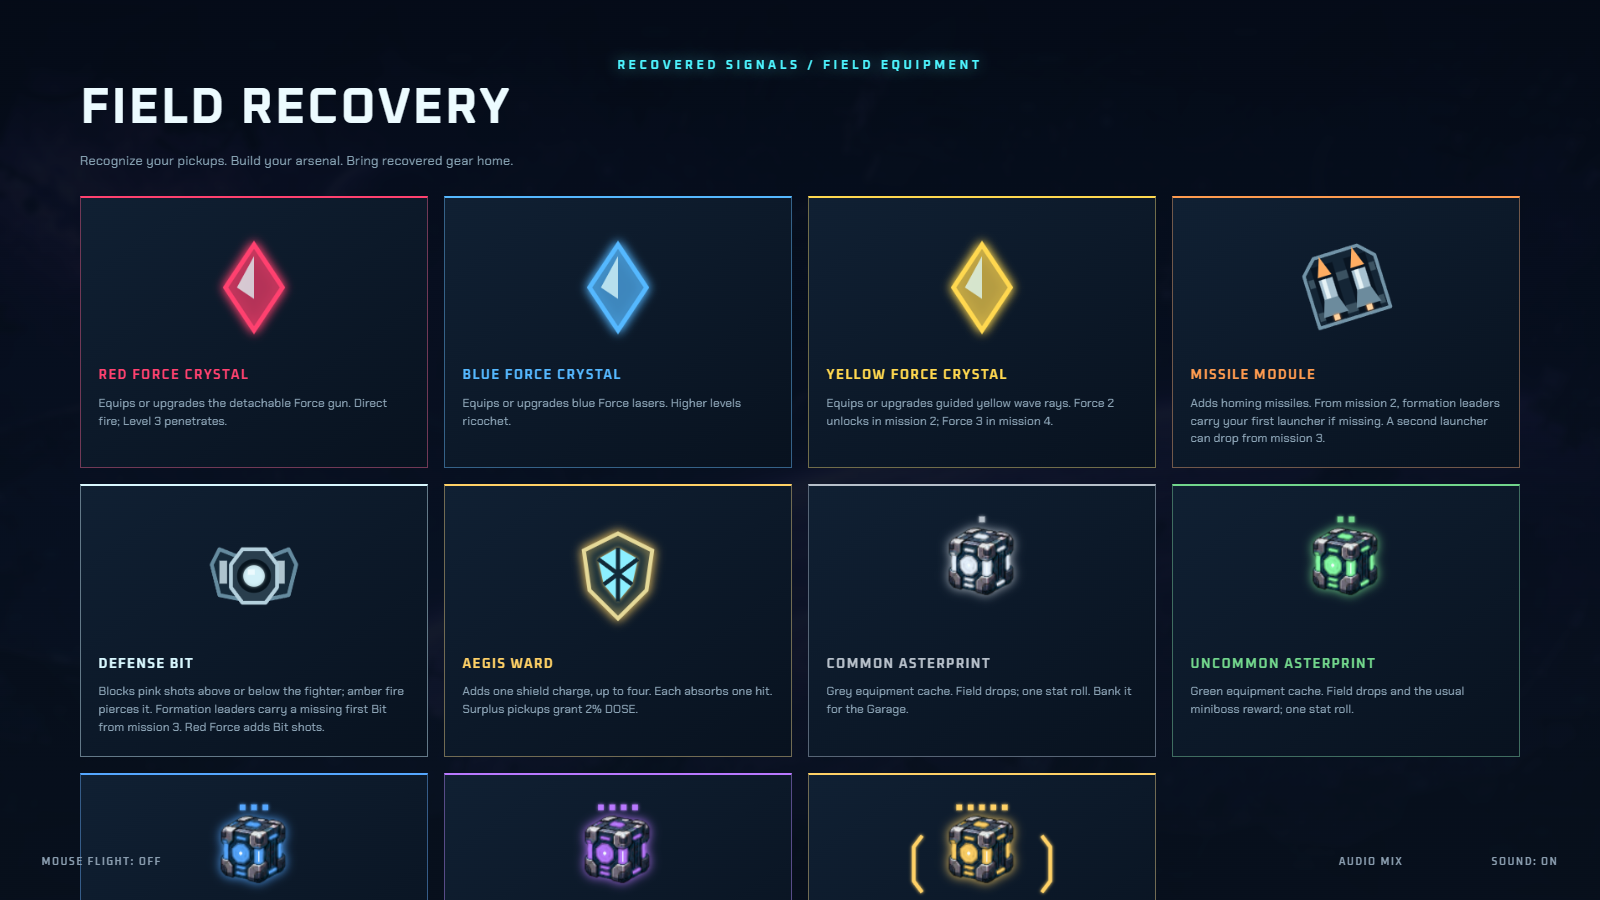 RECOVERED SIGNALS / FIELD EQUIPMENT
FIELD RECOVERY
Recognize your pickups. Build your arsenal. Bring recovered gear home.
RED FORCE CRYSTAL
Equips or upgrades the detachable Force gun. Direct
fire; Level 3 penetrates.
BLUE FORCE CRYSTAL
Equips or upgrades blue Force lasers. Higher levels
ricochet.
YELLOW FORCE CRYSTAL
Equips or upgrades guided yellow wave rays. Force 2
unlocks in mission 2; Force 3 in mission 4.
MISSILE MODULE
Adds homing missiles. From mission 2, formation leaders
carry your first launcher if missing. A second launcher
can drop from mission 3.
DEFENSE BIT
Blocks pink shots above or below the fighter; amber fire
pierces it. Formation leaders carry a missing first Bit
from mission 3. Red Force adds Bit shots.
AEGIS WARD
Adds one shield charge, up to four. Each absorbs one hit.
Surplus pickups grant 2% DOSE.
COMMON ASTERPRINT
Grey equipment cache. Field drops; one stat roll. Bank it
for the Garage.
UNCOMMON ASTERPRINT
Green equipment cache. Field drops and the usual
miniboss reward; one stat roll.
MOUSE FLIGHT: OFF
AUDIO MIX
SOUND: ON